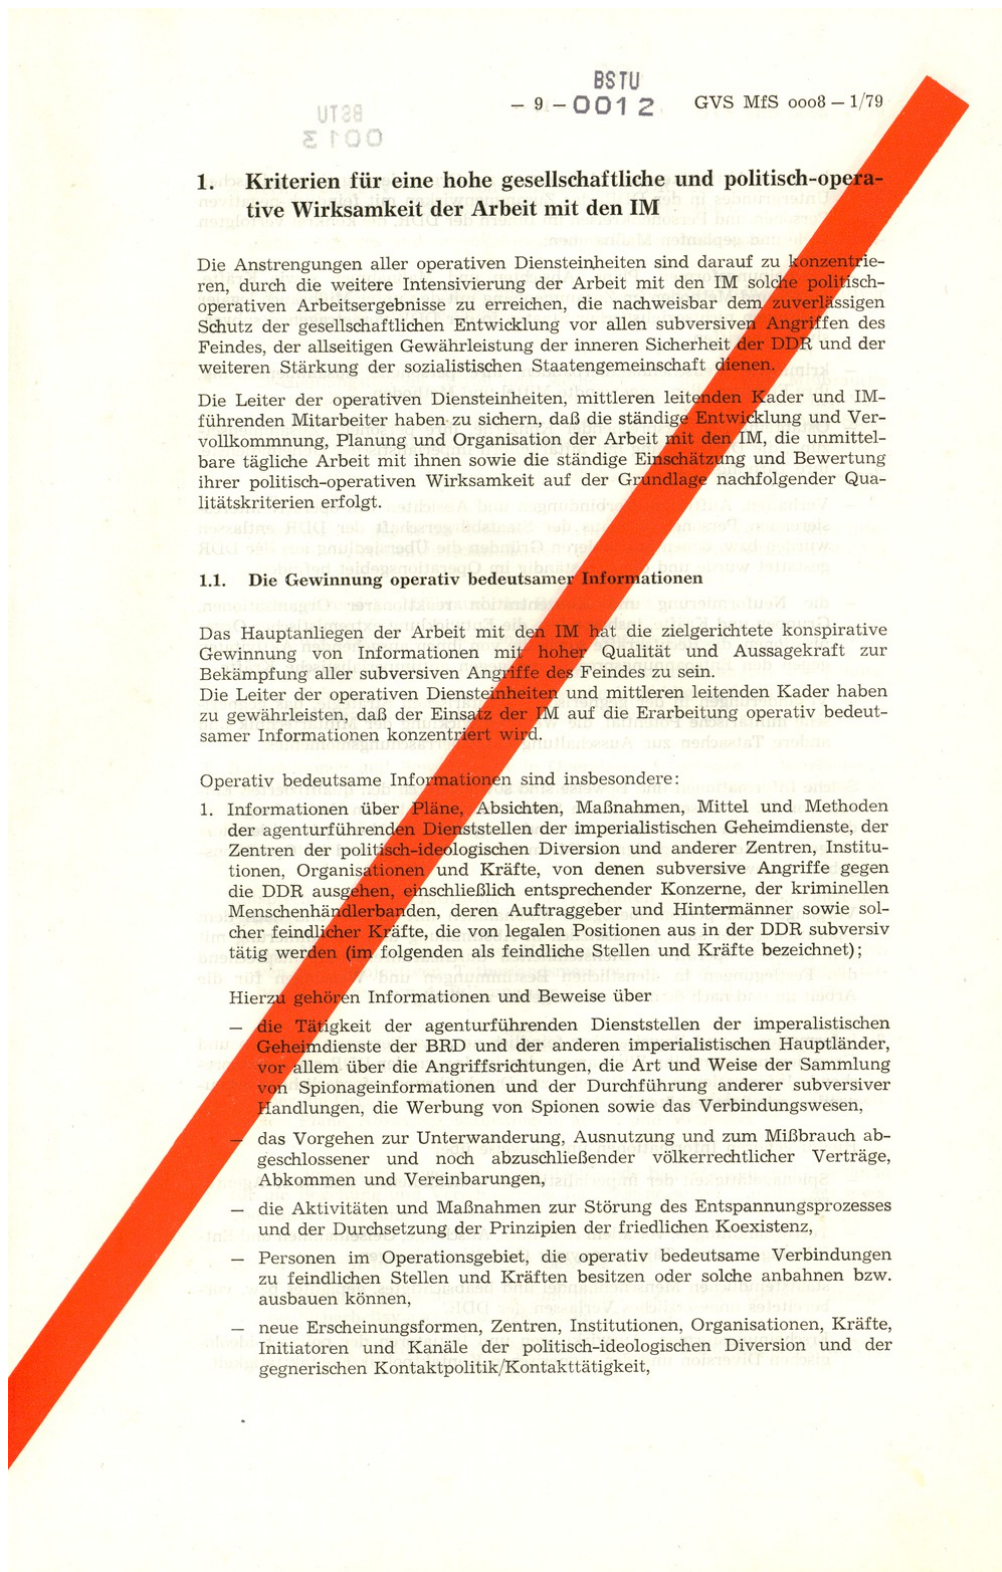 BSTU
— 9 — 0012 GVS MfS ooo8 — 1/79
BSTU
0013
1. Kriterien für eine hohe gesellschaftliche und politisch-opera-
tive Wirksamkeit der Arbeit mit den IM
Die Anstrengungen aller operativen Diensteinheiten sind darauf zu konzentrie-
ren, durch die weitere Intensivierung der Arbeit mit den IM solche politisch-
operativen Arbeitsergebnisse zu erreichen, die nachweisbar dem zuverlässigen
Schutz der gesellschaftlichen Entwicklung vor allen subversiven Angriffen des
Feindes, der allseitigen Gewährleistung der inneren Sicherheit der DDR und der
weiteren Stärkung der sozialistischen Staatengemeinschaft dienen.
Die Leiter der operativen Diensteinheiten, mittleren leitenden Kader und IM-
führenden Mitarbeiter haben zu sichern, daß die ständige Entwicklung und Ver-
vollkommnung, Planung und Organisation der Arbeit mit den IM, die unmittel-
bare tägliche Arbeit mit ihnen sowie die ständige Einschätzung und Bewertung
ihrer politisch-operativen Wirksamkeit auf der Grundlage nachfolgender Qua-
litätskriterien erfolgt.
1.1. Die Gewinnung operativ bedeutsamer Informationen
Das Hauptanliegen der Arbeit mit den IM hat die zielgerichtete konspirative
Gewinnung von Informationen mit hoher Qualität und Aussagekraft zur
Bekämpfung aller subversiven Angriffe des Feindes zu sein.
Die Leiter der operativen Diensteinheiten und mittleren leitenden Kader haben
zu gewährleisten, daß der Einsatz der IM auf die Erarbeitung operativ bedeut-
samer Informationen konzentriert wird.
Operativ bedeutsame Informationen sind insbesondere:
1. Informationen über Pläne, Absichten, Maßnahmen, Mittel und Methoden
der agenturführenden Dienststellen der imperialistischen Geheimdienste, der
Zentren der politisch-ideologischen Diversion und anderer Zentren, Institu-
tionen, Organisationen und Kräfte, von denen subversive Angriffe gegen
die DDR ausgehen, einschließlich entsprechender Konzerne, der kriminellen
Menschenhändlerbanden, deren Auftraggeber und Hintermänner sowie sol-
cher feindlicher Kräfte, die von legalen Positionen aus in der DDR subversiv
tätig werden (im folgenden als feindliche Stellen und Kräfte bezeichnet);
Hierzu gehören Informationen und Beweise über
— die Tätigkeit der agenturführenden Dienststellen der imperalistischen
Geheimdienste der BRD und der anderen imperialistischen Hauptländer,
vor allem über die Angriffsrichtungen, die Art und Weise der Sammlung
von Spionageinformationen und der Durchführung anderer subversiver
Handlungen, die Werbung von Spionen sowie das Verbindungswesen,
— das Vorgehen zur Unterwanderung, Ausnutzung und zum Mißbrauch ab-
geschlossener und noch abzuschließender völkerrechtlicher Verträge,
Abkommen und Vereinbarungen,
— die Aktivitäten und Maßnahmen zur Störung des Entspannungsprozesses
und der Durchsetzung der Prinzipien der friedlichen Koexistenz,
— Personen im Operationsgebiet, die operativ bedeutsame Verbindungen
zu feindlichen Stellen und Kräften besitzen oder solche anbahnen bzw.
ausbauen können,
— neue Erscheinungsformen, Zentren, Institutionen, Organisationen, Kräfte,
Initiatoren und Kanäle der politisch-ideologischen Diversion und der
gegnerischen Kontaktpolitik/Kontakttätigkeit,